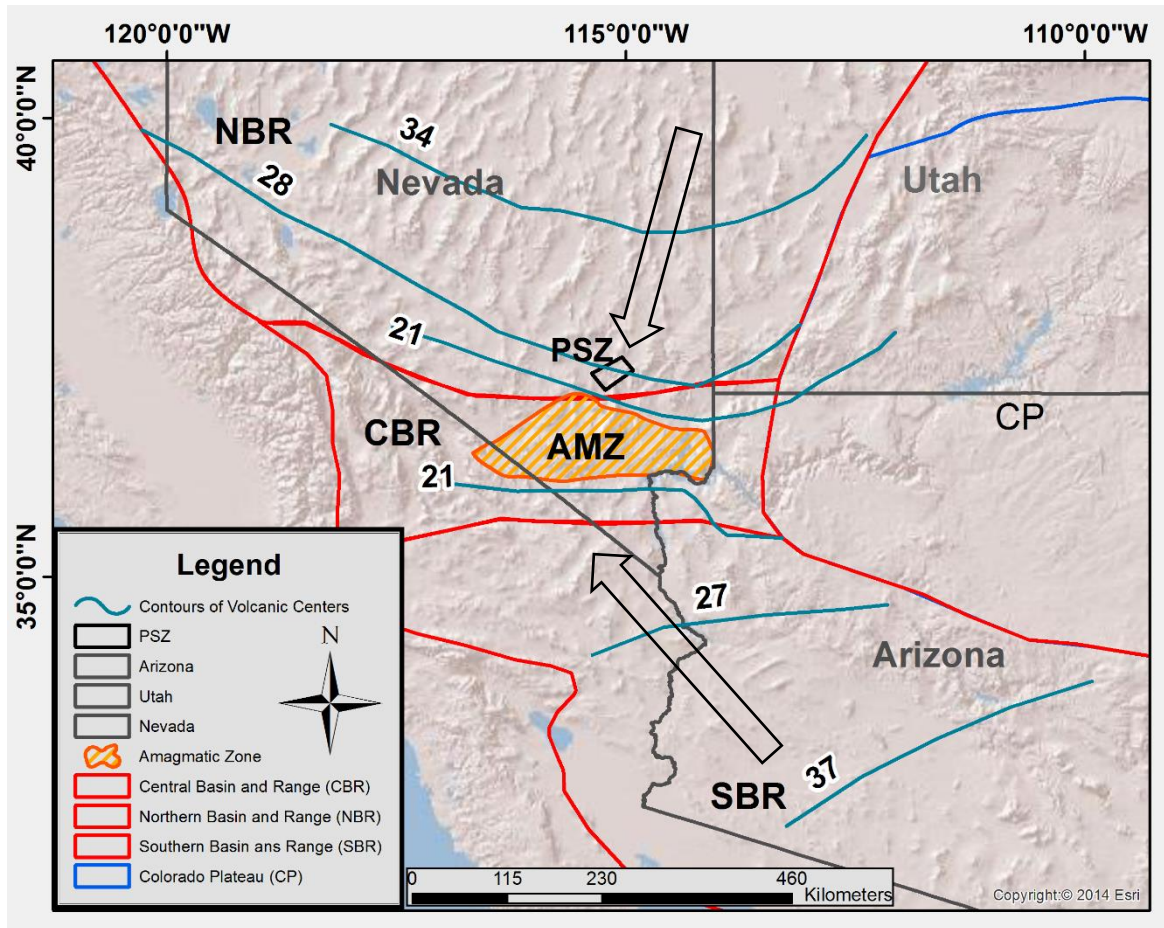 120°0'0"W 115°0'0"W 110°0'0"W
40°0'0"N
35°0'0"N
NBR
34
Nevada
Utah
28
21
PSZ
CP
CBR
AMZ
21
27
Arizona
37
SBR
Legend
Contours of Volcanic Centers
PSZ
Arizona
Utah
Nevada
Amagmatic Zone
Central Basin and Range (CBR)
Northern Basin and Range (NBR)
Southern Basin ans Range (SBR)
Colorado Plateau (CP)
N
0 115 230 460
Kilometers
Copyright:© 2014 Esri